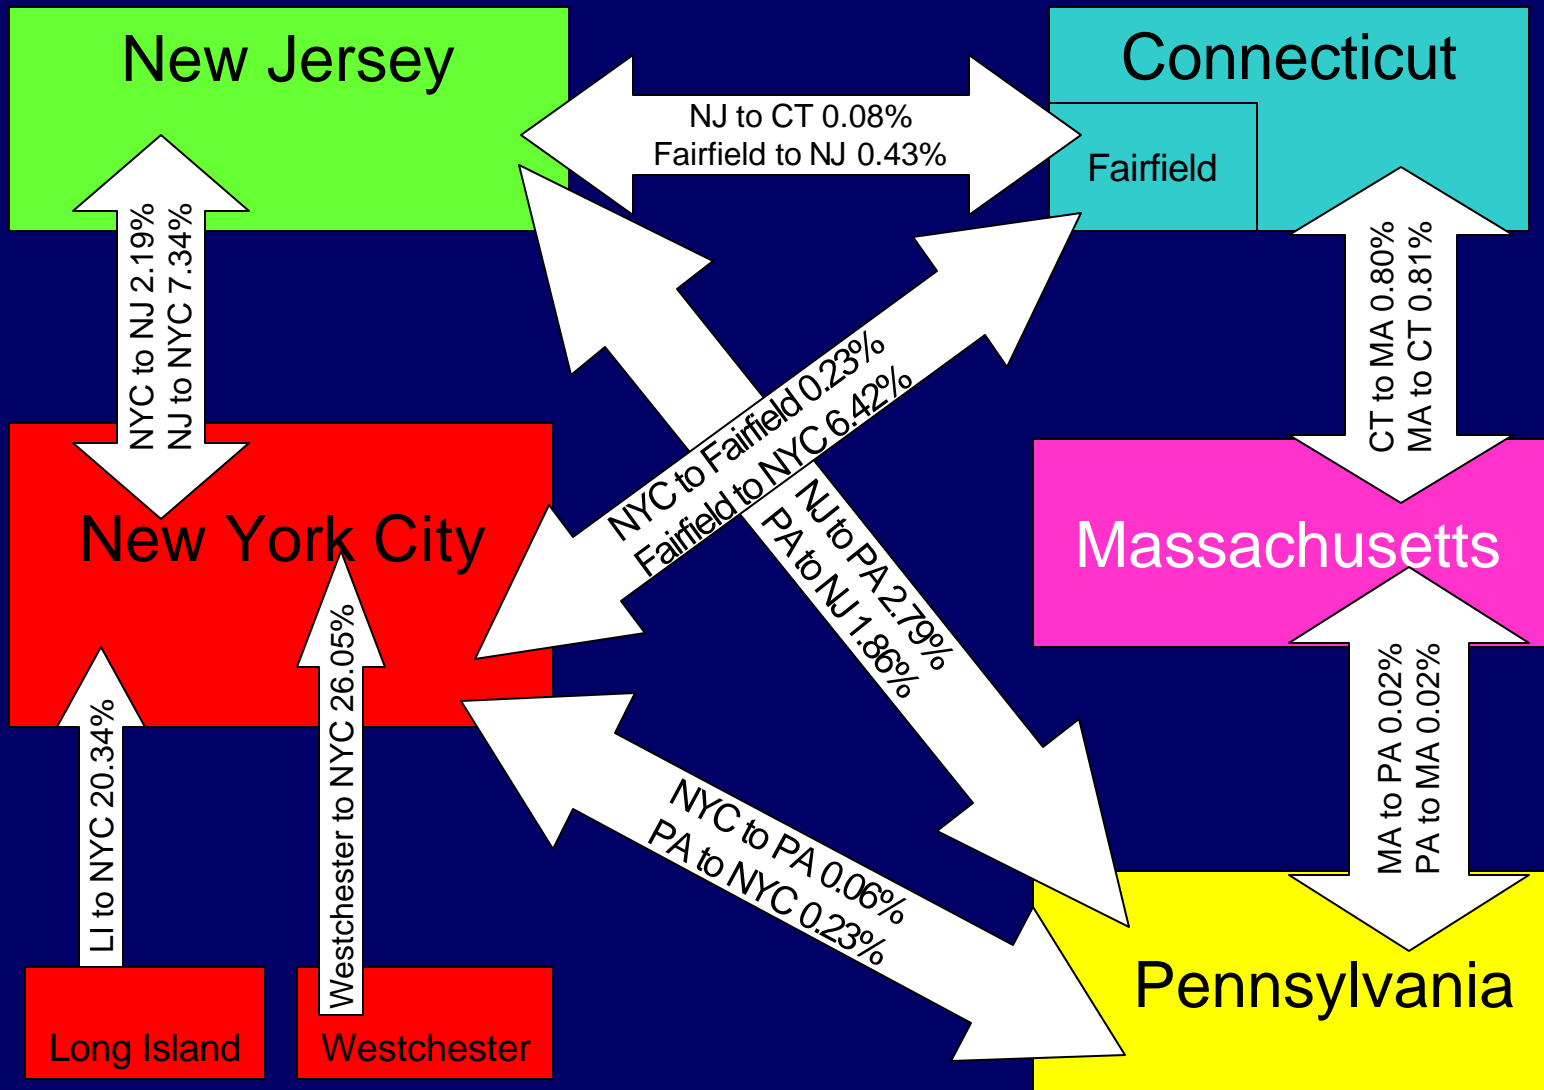 New Jersey
Connecticut
NJ to CT 0.08%
Fairfield to NJ 0.43%
Fairfield
NYC to NJ 2.19%
NJ to NYC 7.34%
CT to MA 0.80%
MA to CT 0.81%
NYC to Fairfield 0.23%
Fairfield to NYC 6.42%
NJ to PA 2.79%
PA to NJ 1.86%
New York City
Massachusetts
LI to NYC 20.34%
Westchester to NYC 26.05%
NYC to PA 0.06%
PA to NYC 0.23%
MA to PA 0.02%
PA to MA 0.02%
Pennsylvania
Long Island
Westchester